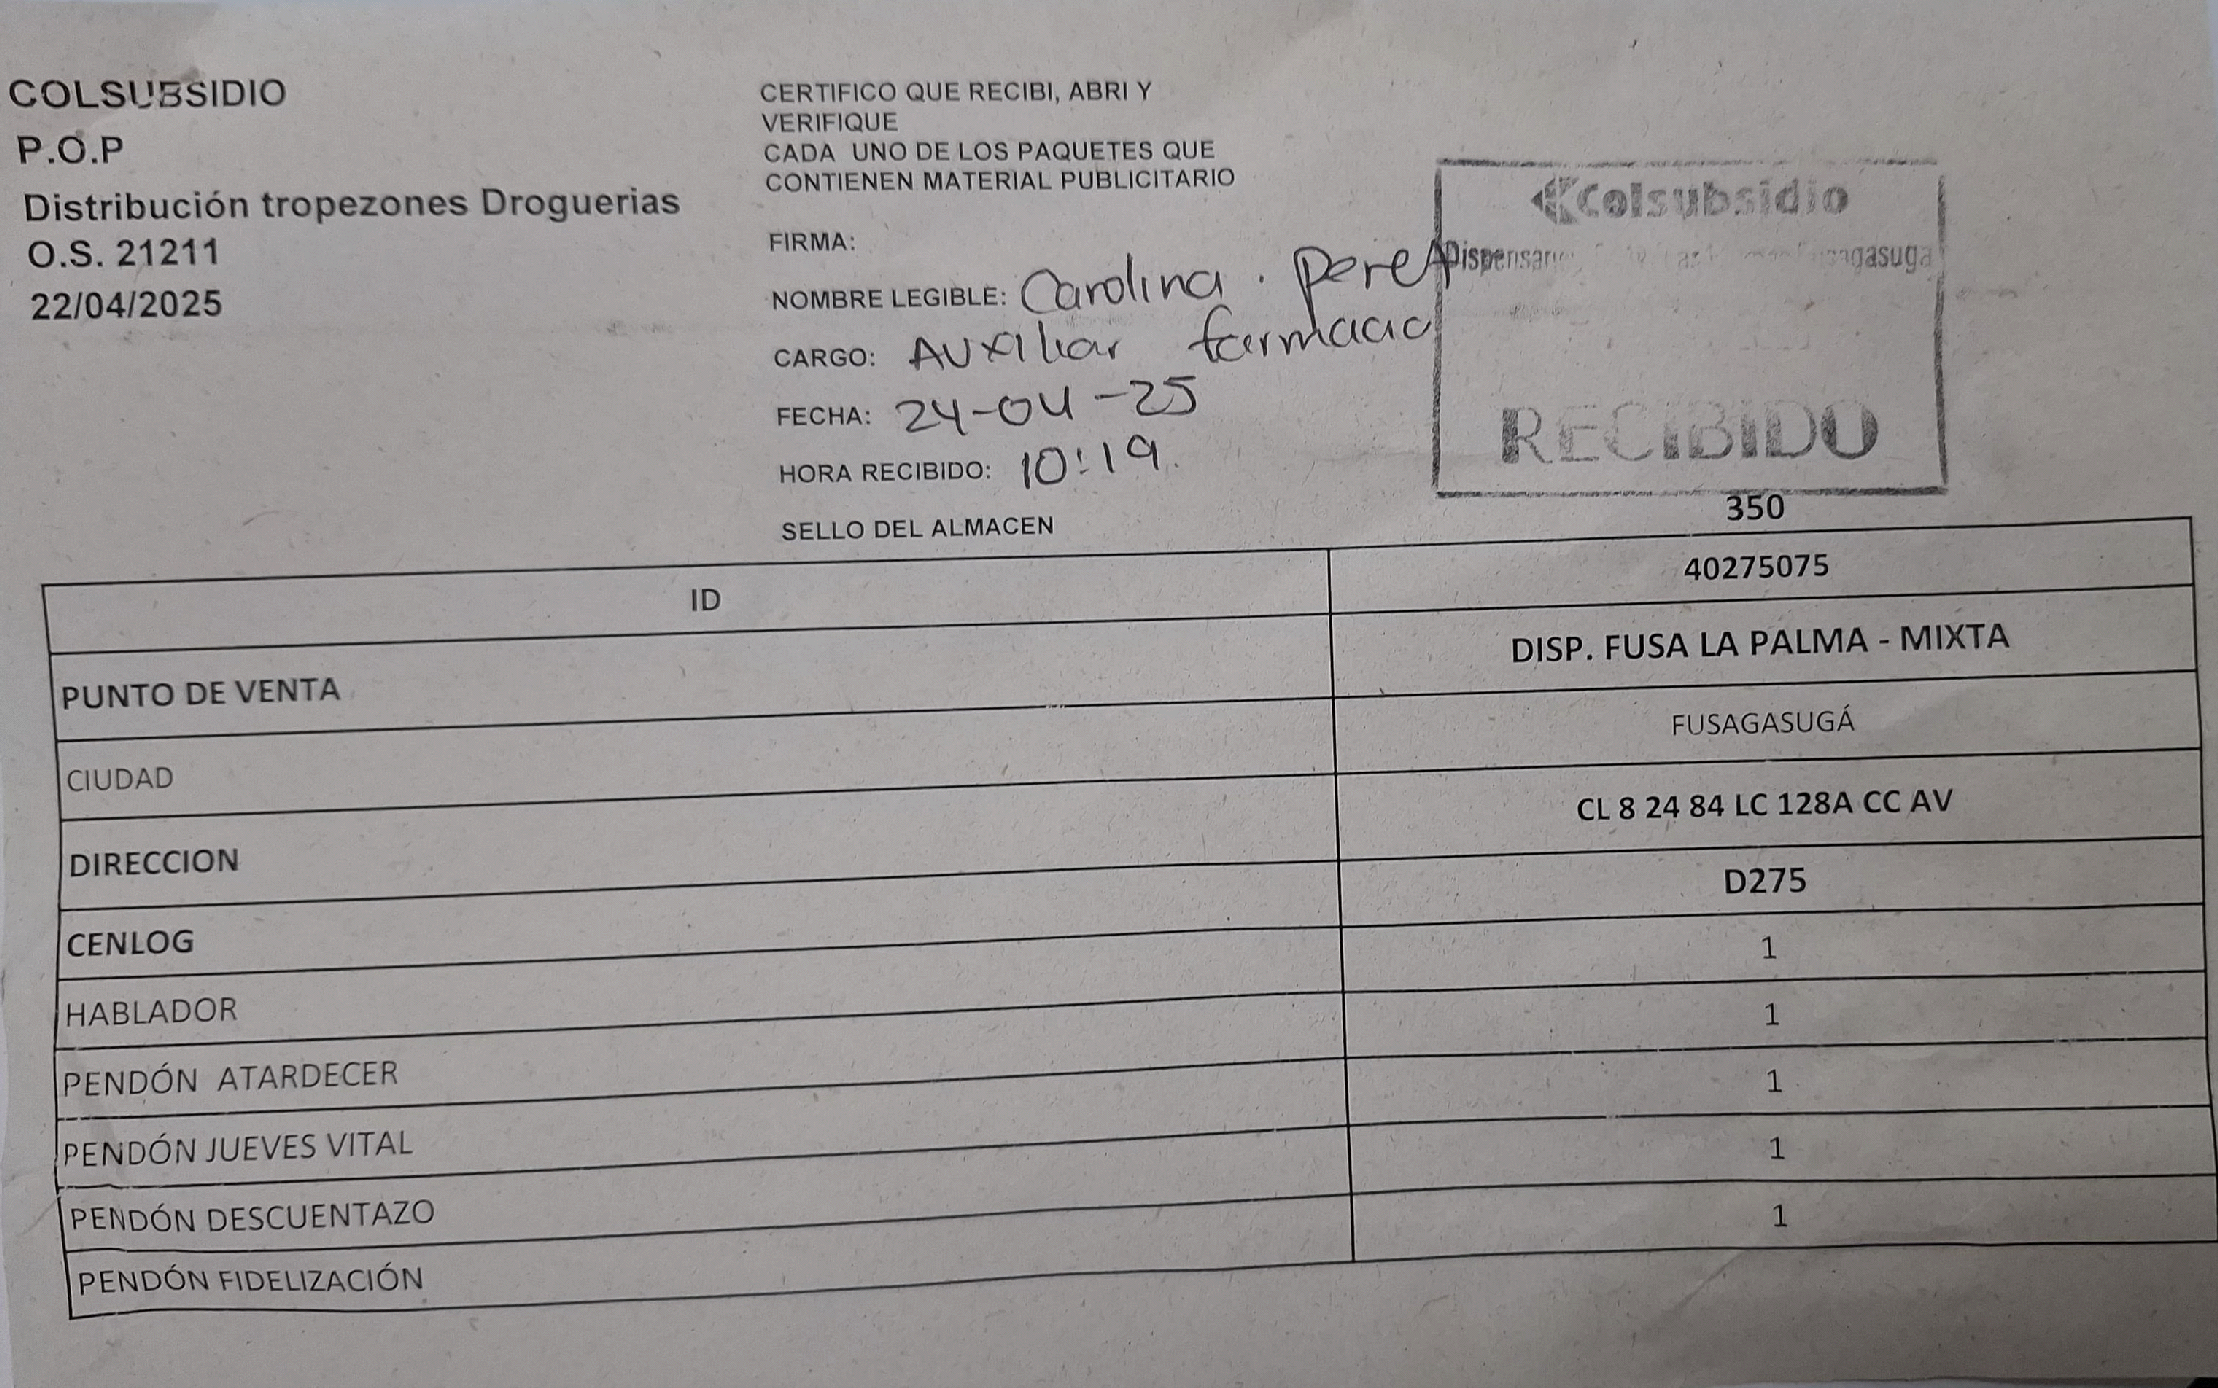 COLSUBSIDIO
P.O.P
Distribución tropezones Droguerias
O.S. 21211
22/04/2025
CERTIFICO QUE RECIBI, ABRI Y
VERIFIQUE
CADA UNO DE LOS PAQUETES QUE
CONTIENEN MATERIAL PUBLICITARIO
FIRMA:
NOMBRE LEGIBLE: Carolina . Perez
CARGO: Auxiliar farmacia
FECHA: 24-04-25
HORA RECIBIDO: 10:19
SELLO DEL ALMACEN
Colsubsidio
RECIBIDO
350
ID 40275075
PUNTO DE VENTA DISP. FUSA LA PALMA - MIXTA
CIUDAD FUSAGASUGÁ
DIRECCION CL 8 24 84 LC 128A CC AV
CENLOG D275
HABLADOR 1
PENDÓN ATARDECER 1
PENDÓN JUEVES VITAL 1
PENDÓN DESCUENTAZO 1
PENDÓN FIDELIZACIÓN 1